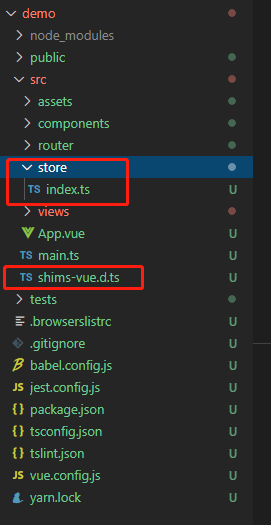 demo
node_modules
public
src
assets
components
router
store
TS index.ts U
views
App.vue U
TS main.ts U
TS shims-vue.d.ts U
tests
.browserslistrc U
.gitignore U
babel.config.js U
JS jest.config.js U
{} package.json U
{} tsconfig.json U
{} tslint.json U
JS vue.config.js U
yarn.lock U